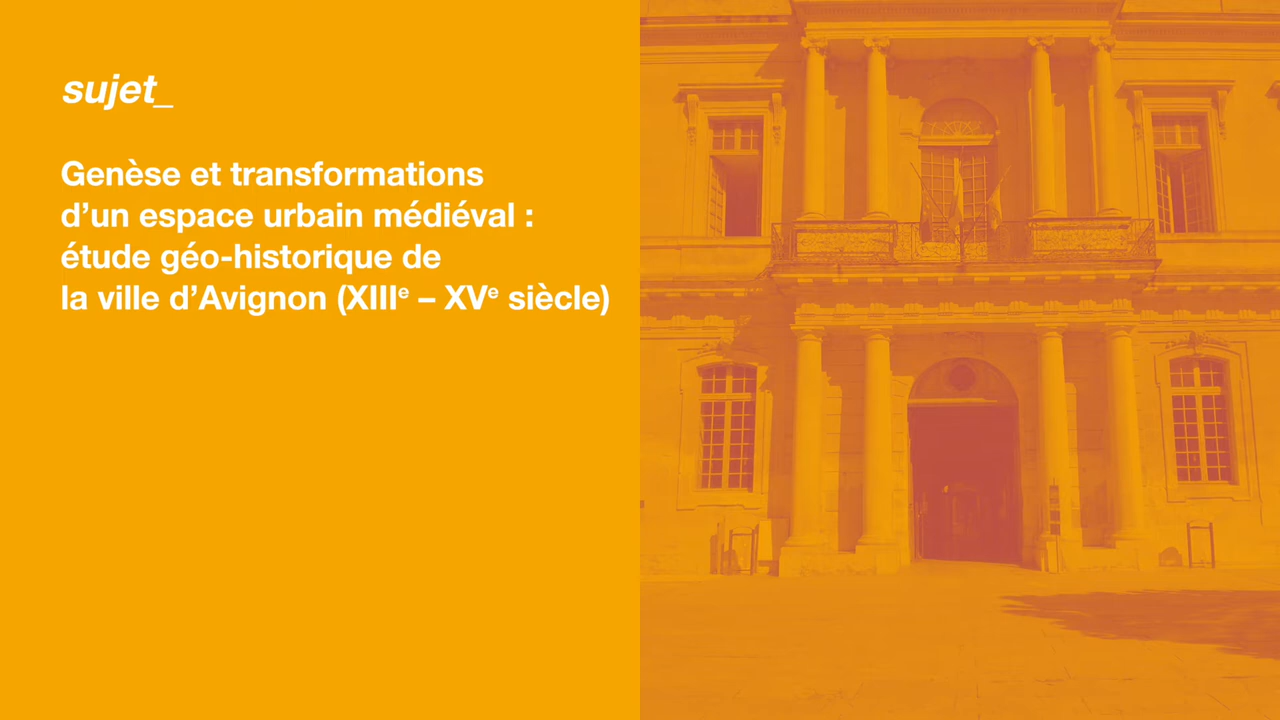 sujet_
Genèse et transformations
d’un espace urbain médiéval :
étude géo-historique de
la ville d’Avignon (XIIIᵉ – XVᵉ siècle)